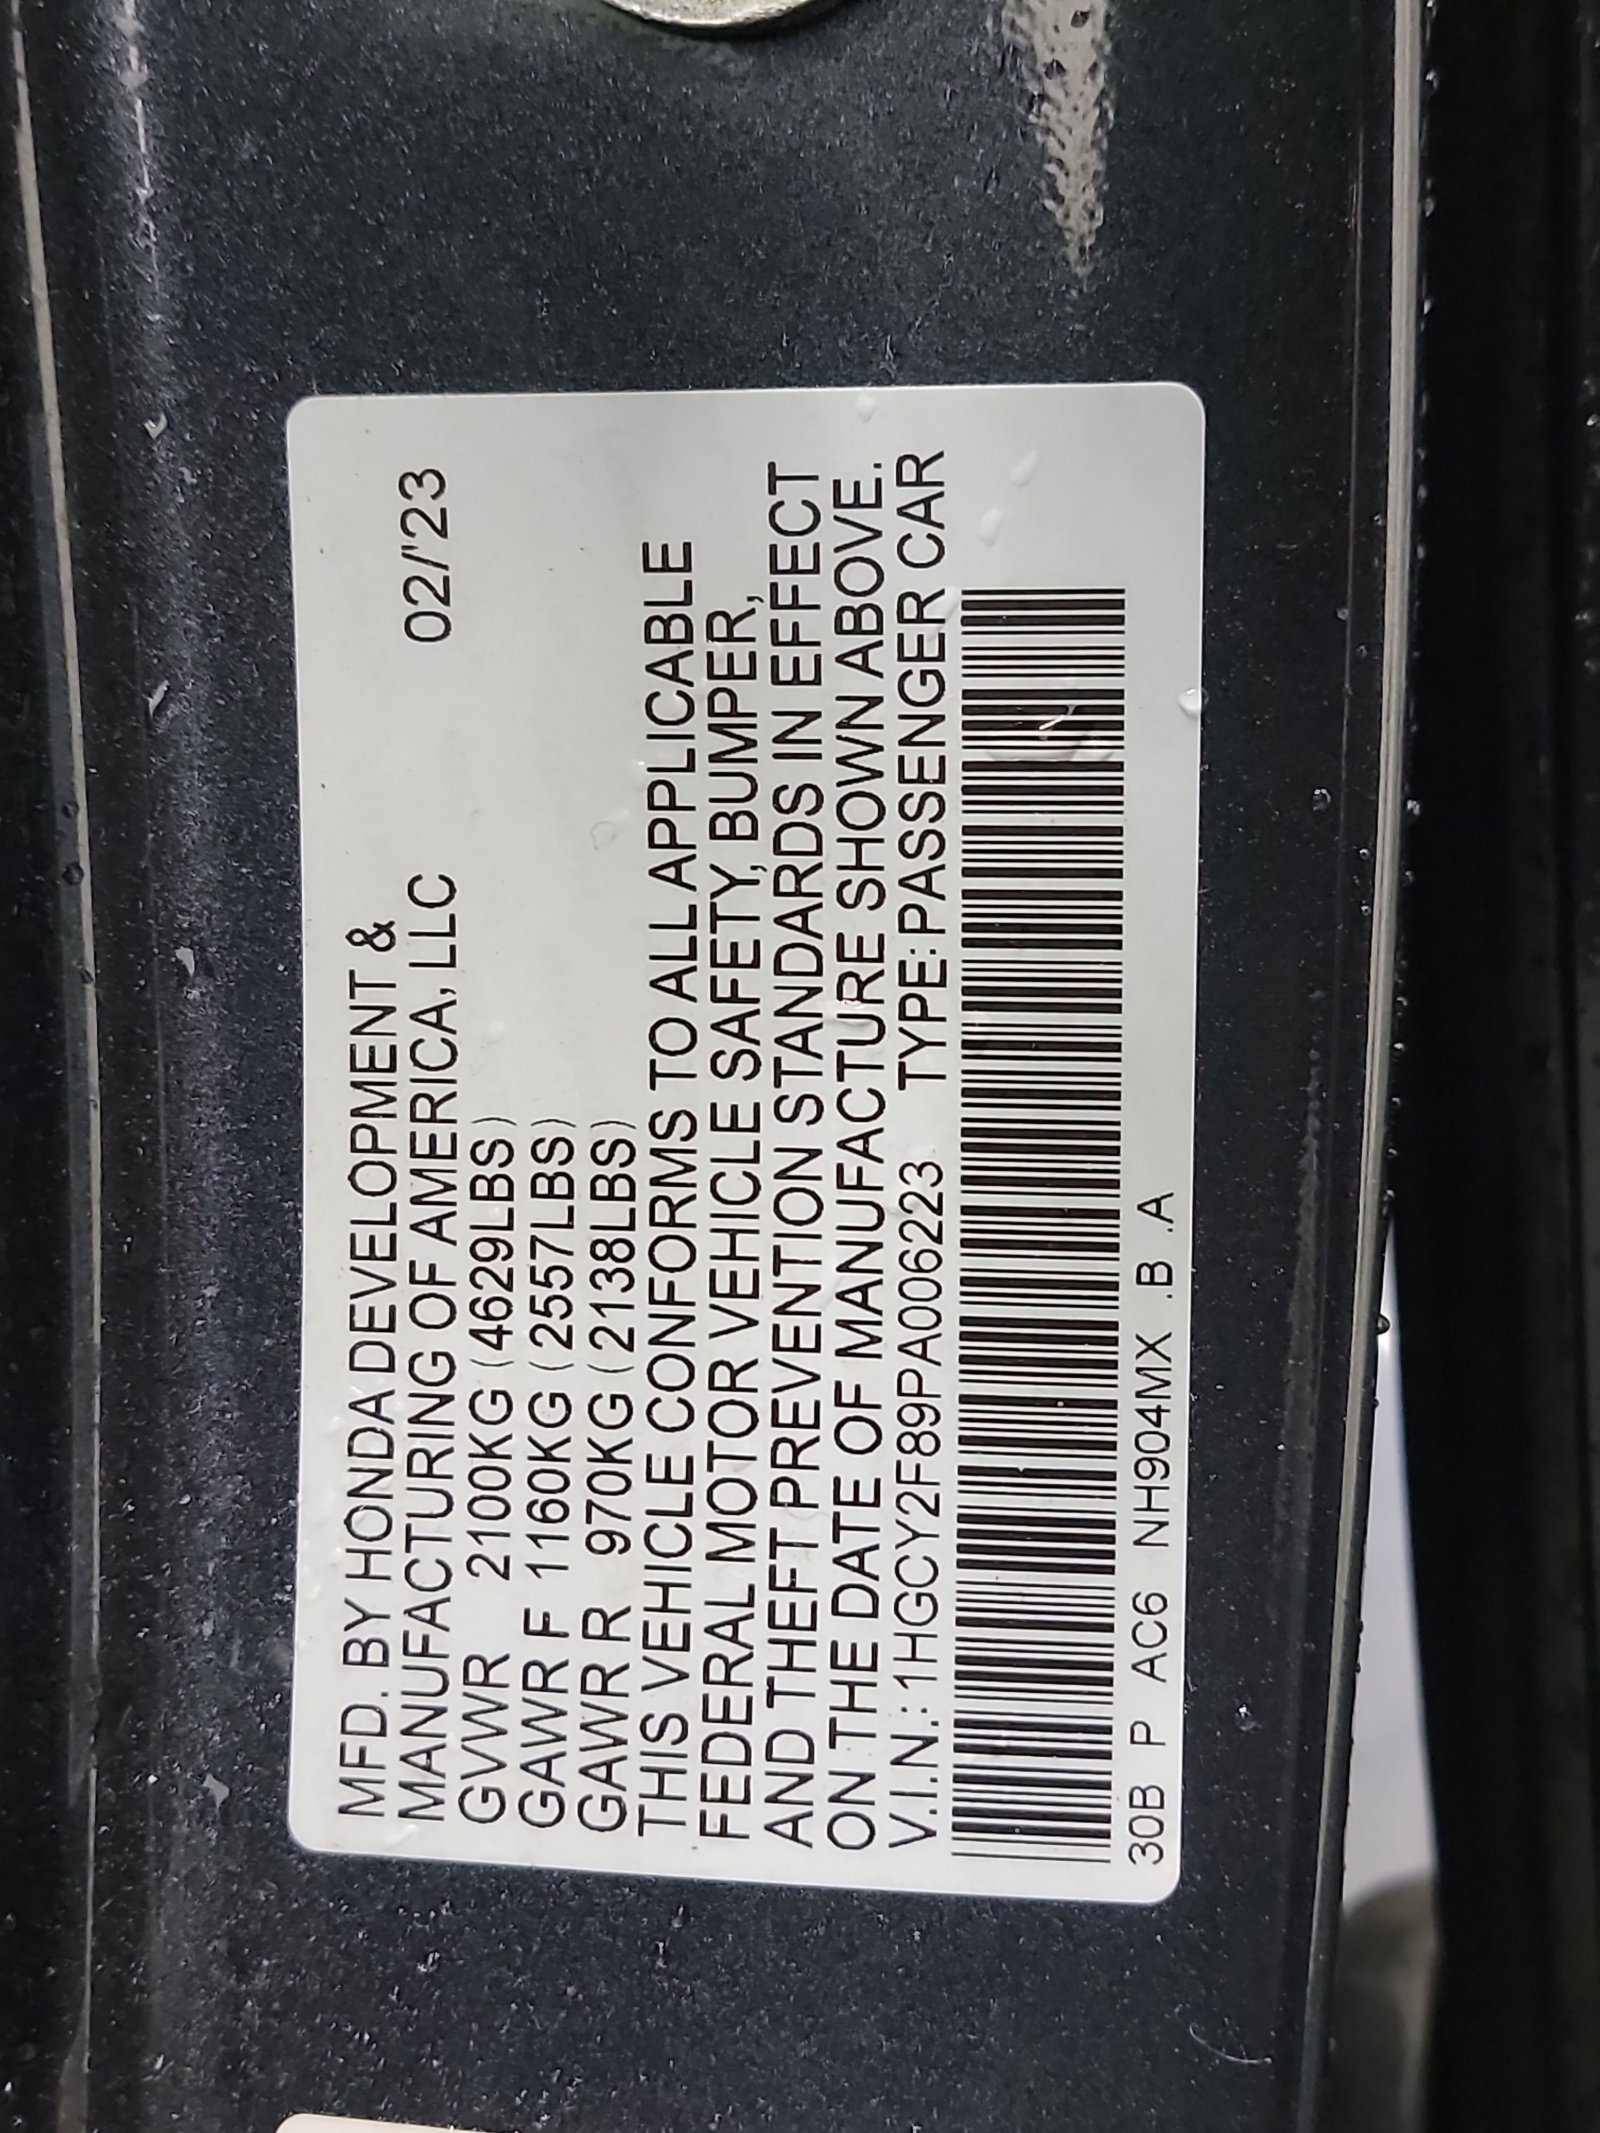 MFD. BY HONDA DEVELOPMENT &
MANUFACTURING OF AMERICA, LLC 02/'23
GVWR 2100KG (4629LBS)
GAWR F 1160KG (2557LBS)
GAWR R 970KG (2138LBS)
THIS VEHICLE CONFORMS TO ALL APPLICABLE
FEDERAL MOTOR VEHICLE SAFETY, BUMPER,
AND THEFT PREVENTION STANDARDS IN EFFECT
ON THE DATE OF MANUFACTURE SHOWN ABOVE.
V.I.N.: 1HGCY2F89PA006223 TYPE: PASSENGER CAR
30B P AC6 NH904MX .B .A